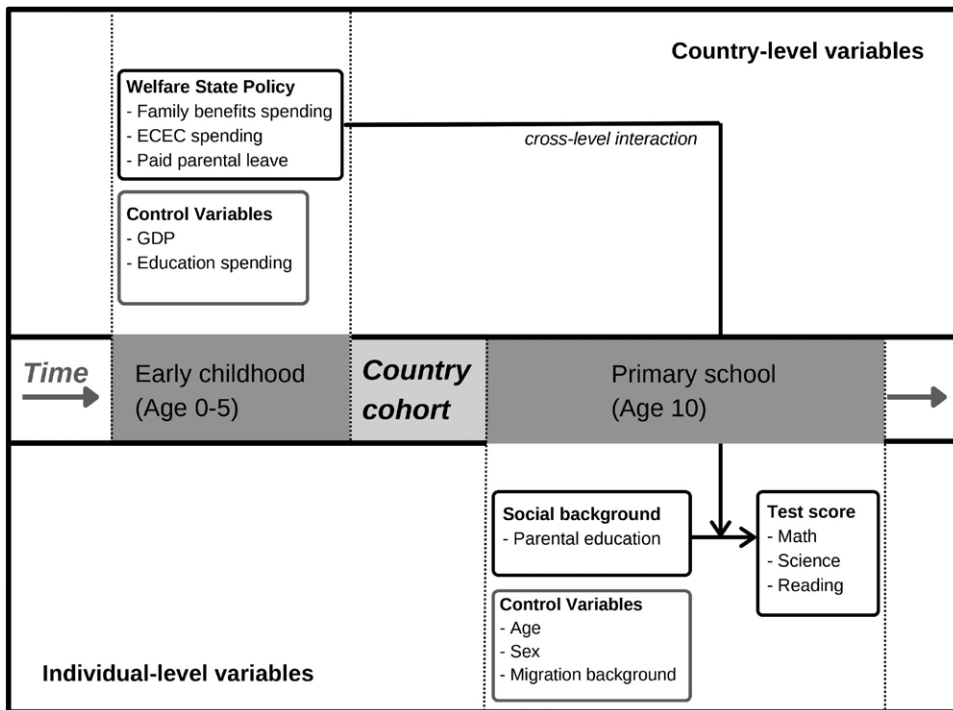 Country-level variables
Welfare State Policy
- Family benefits spending
- ECEC spending
- Paid parental leave
cross-level interaction
Control Variables
- GDP
- Education spending
Time
Early childhood
(Age 0-5)
Country
cohort
Primary school
(Age 10)
Social background
- Parental education
Test score
- Math
- Science
- Reading
Control Variables
- Age
- Sex
- Migration background
Individual-level variables